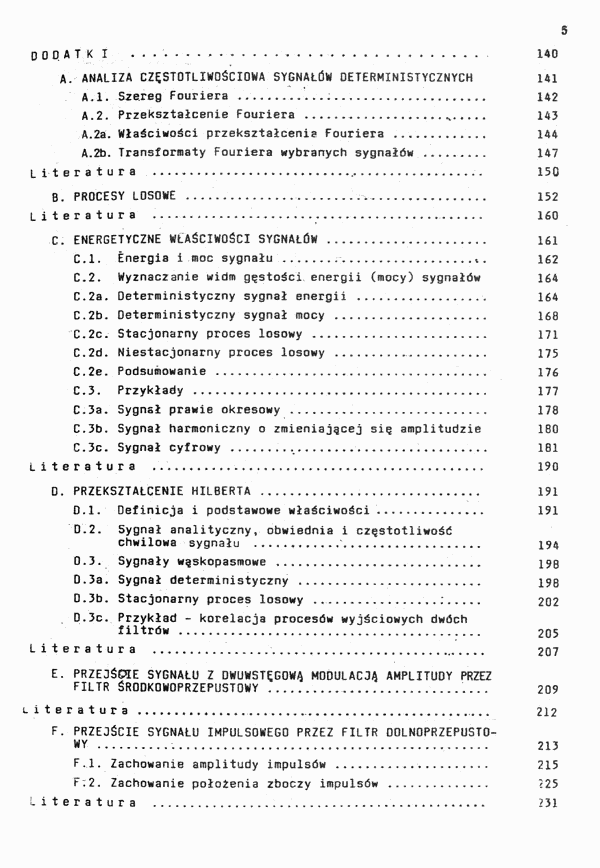 5
D O D A T K I .................................. 140
A. ANALIZA CZĘSTOTLIWOŚCIOWA SYGNAŁÓW DETERMINISTYCZNYCH 141
A.1. Szereg Fouriera .................................. 142
A.2. Przekształcenie Fouriera ......................... 143
A.2a. Właściwości przekształcenia Fouriera ............. 144
A.2b. Transformaty Fouriera wybranych sygnałów ......... 147
L i t e r a t u r a .................................. 150
B. PROCESY LOSOWE .................................. 152
L i t e r a t u r a .................................. 160
C. ENERGETYCZNE WŁAŚCIWOŚCI SYGNAŁÓW ...................... 161
C.1. Energia i moc sygnału ............................ 162
C.2. Wyznaczanie widm gęstości energii (mocy) sygnałów 164
C.2a. Deterministyczny sygnał energii .................. 164
C.2b. Deterministyczny sygnał mocy ..................... 168
C.2c. Stacjonarny proces losowy ........................ 171
C.2d. Niestacjonarny proces losowy ..................... 175
C.2e. Podsumowanie ..................................... 176
C.3. Przykłady ........................................ 177
C.3a. Sygnał prawie okresowy ........................... 178
C.3b. Sygnał harmoniczny o zmieniającej się amplitudzie 180
C.3c. Sygnał cyfrowy ................................... 181
L i t e r a t u r a .................................. 190
D. PRZEKSZTAŁCENIE HILBERTA .............................. 191
D.1. Definicja i podstawowe właściwości ............... 191
D.2. Sygnał analityczny, obwiednia i częstotliwość
chwilowa sygnału ............................... 194
D.3. Sygnały wąskopasmowe ............................. 198
D.3a. Sygnał deterministyczny .......................... 198
D.3b. Stacjonarny proces losowy ........................ 202
D.3c. Przykład - korelacja procesów wyjściowych dwóch
filtrów .......................................... 205
L i t e r a t u r a .................................. 207
E. PRZEJŚCIE SYGNAŁU Z DWUWSTĘGOWĄ MODULACJĄ AMPLITUDY PRZEZ
FILTR ŚRODKOWOPRZEPUSTOWY .............................. 209
L i t e r a t u r a .................................. 212
F. PRZEJŚCIE SYGNAŁU IMPULSOWEGO PRZEZ FILTR DOLNOPRZEPUSTO-
WY ..................................................... 213
F.1. Zachowanie amplitudy impulsów ..................... 215
F.2. Zachowanie położenia zboczy impulsów .............. 225
L i t e r a t u r a .................................. 231